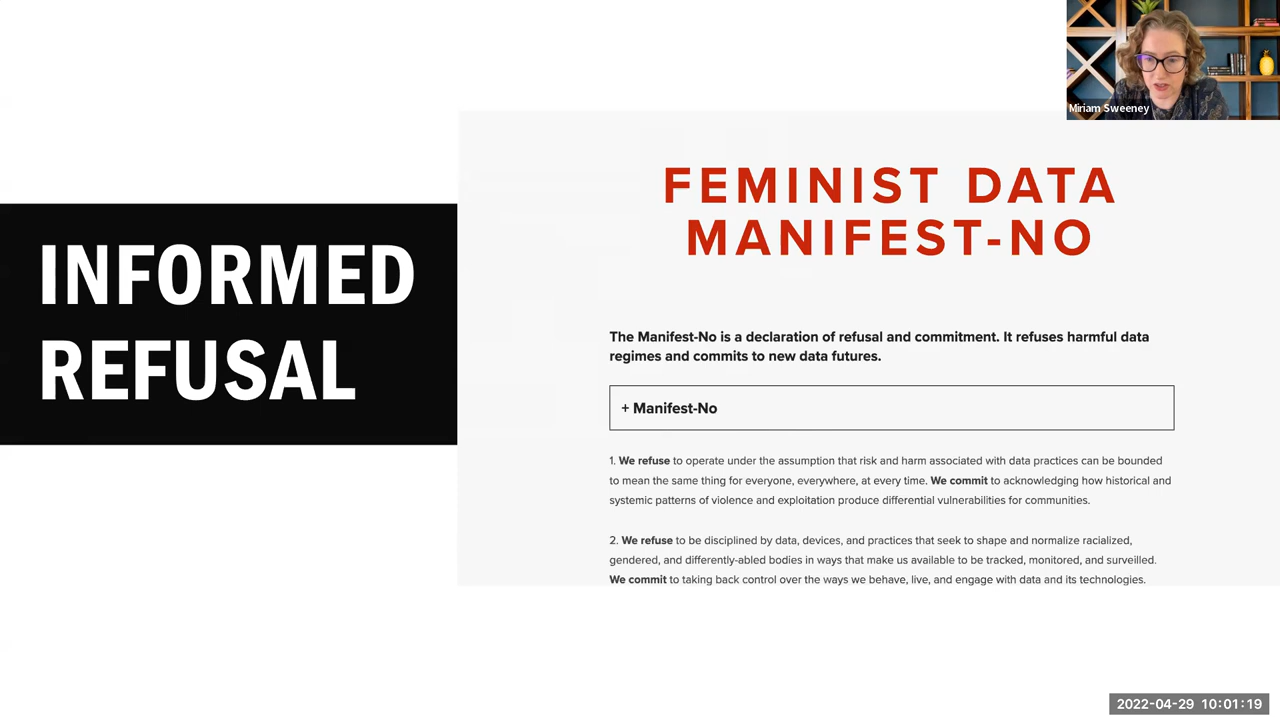 Miriam Sweeney
INFORMED
REFUSAL
FEMINIST DATA
MANIFEST-NO
The Manifest-No is a declaration of refusal and commitment. It refuses harmful data
regimes and commits to new data futures.
+ Manifest-No
1. We refuse to operate under the assumption that risk and harm associated with data practices can be bounded
to mean the same thing for everyone, everywhere, at every time. We commit to acknowledging how historical and
systemic patterns of violence and exploitation produce differential vulnerabilities for communities.
2. We refuse to be disciplined by data, devices, and practices that seek to shape and normalize racialized,
gendered, and differently-abled bodies in ways that make us available to be tracked, monitored, and surveilled.
We commit to taking back control over the ways we behave, live, and engage with data and its technologies.
2022-04-29 10:01:19